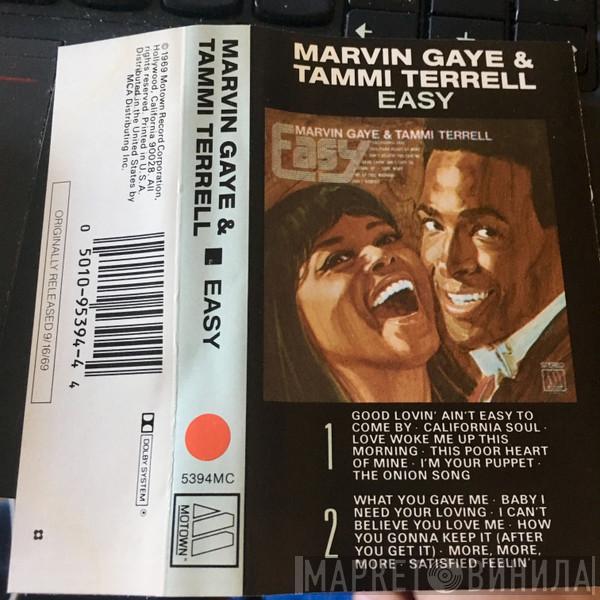 © 1969 Motown Record Corporation,
Hollywood, California 90028. All
rights reserved. Printed in U.S.A.
Distributed in the United States by
MCA Distributing Inc.
ORIGINALLY RELEASED 9/16/69
0 5010-95394-4 4
DOLBY SYSTEM ®
MARVIN GAYE &
TAMMI TERRELL EASY
5394MC
MOTOWN®
MARVIN GAYE &
TAMMI TERRELL
EASY
MARVIN GAYE & TAMMI TERRELL
Easy
STEREO
1
GOOD LOVIN' AIN'T EASY TO
COME BY · CALIFORNIA SOUL ·
LOVE WOKE ME UP THIS
MORNING · THIS POOR HEART
OF MINE · I'M YOUR PUPPET ·
THE ONION SONG
2
WHAT YOU GAVE ME · BABY I
NEED YOUR LOVING · I CAN'T
BELIEVE YOU LOVE ME · HOW
YOU GONNA KEEP IT (AFTER
YOU GET IT) · MORE, MORE,
MORE · SATISFIED FEELIN'
МАРКЕТ ВИНИЛА